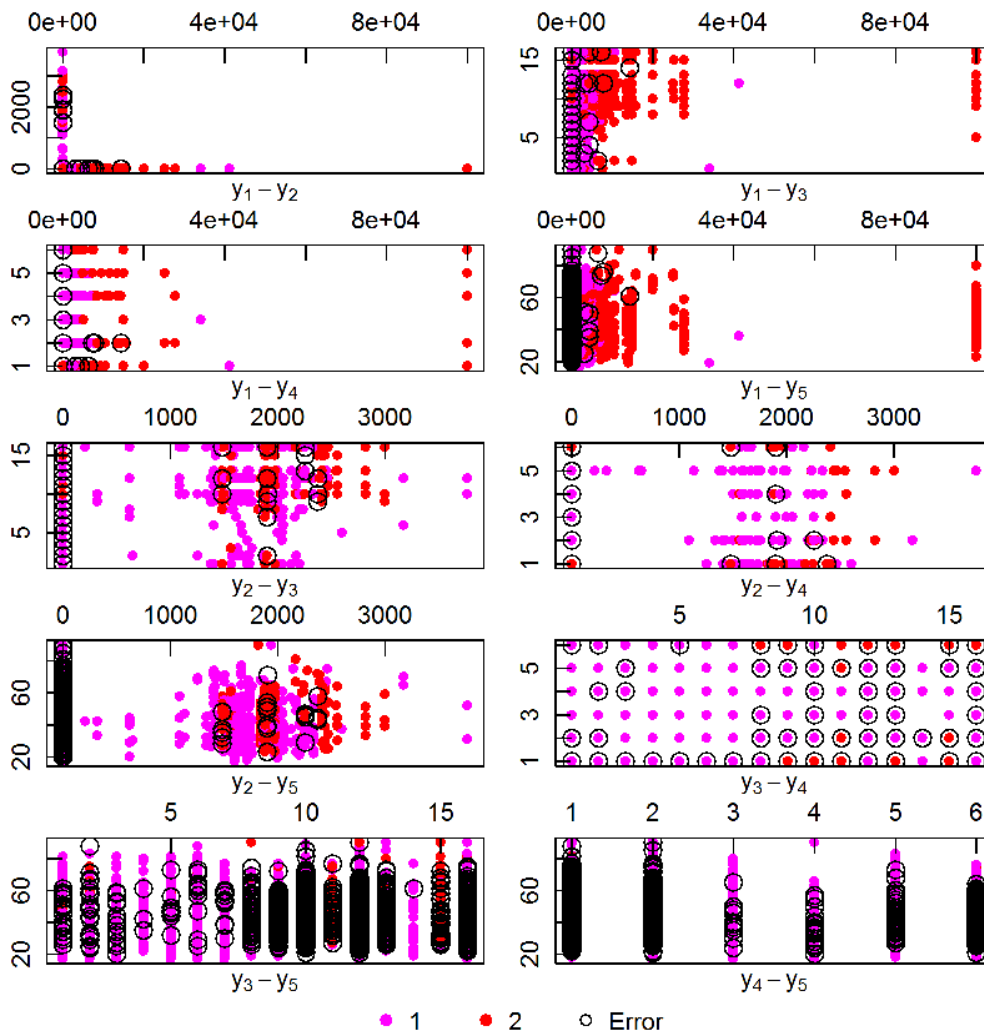 0e+00 4e+04 8e+04 0e+00 4e+04 8e+04
0 2000 5 15
y₁ − y₂ y₁ − y₃
0e+00 4e+04 8e+04 0e+00 4e+04 8e+04
1 3 5 20 60
y₁ − y₄ y₁ − y₅
0 1000 2000 3000 0 1000 2000 3000
5 15 1 3 5
y₂ − y₃ y₂ − y₄
0 1000 2000 3000 5 10 15
20 60 1 3 5
y₂ − y₅ y₃ − y₄
5 10 15 1 2 3 4 5 6
20 60 20 60
y₃ − y₅ y₄ − y₅
1 2 Error